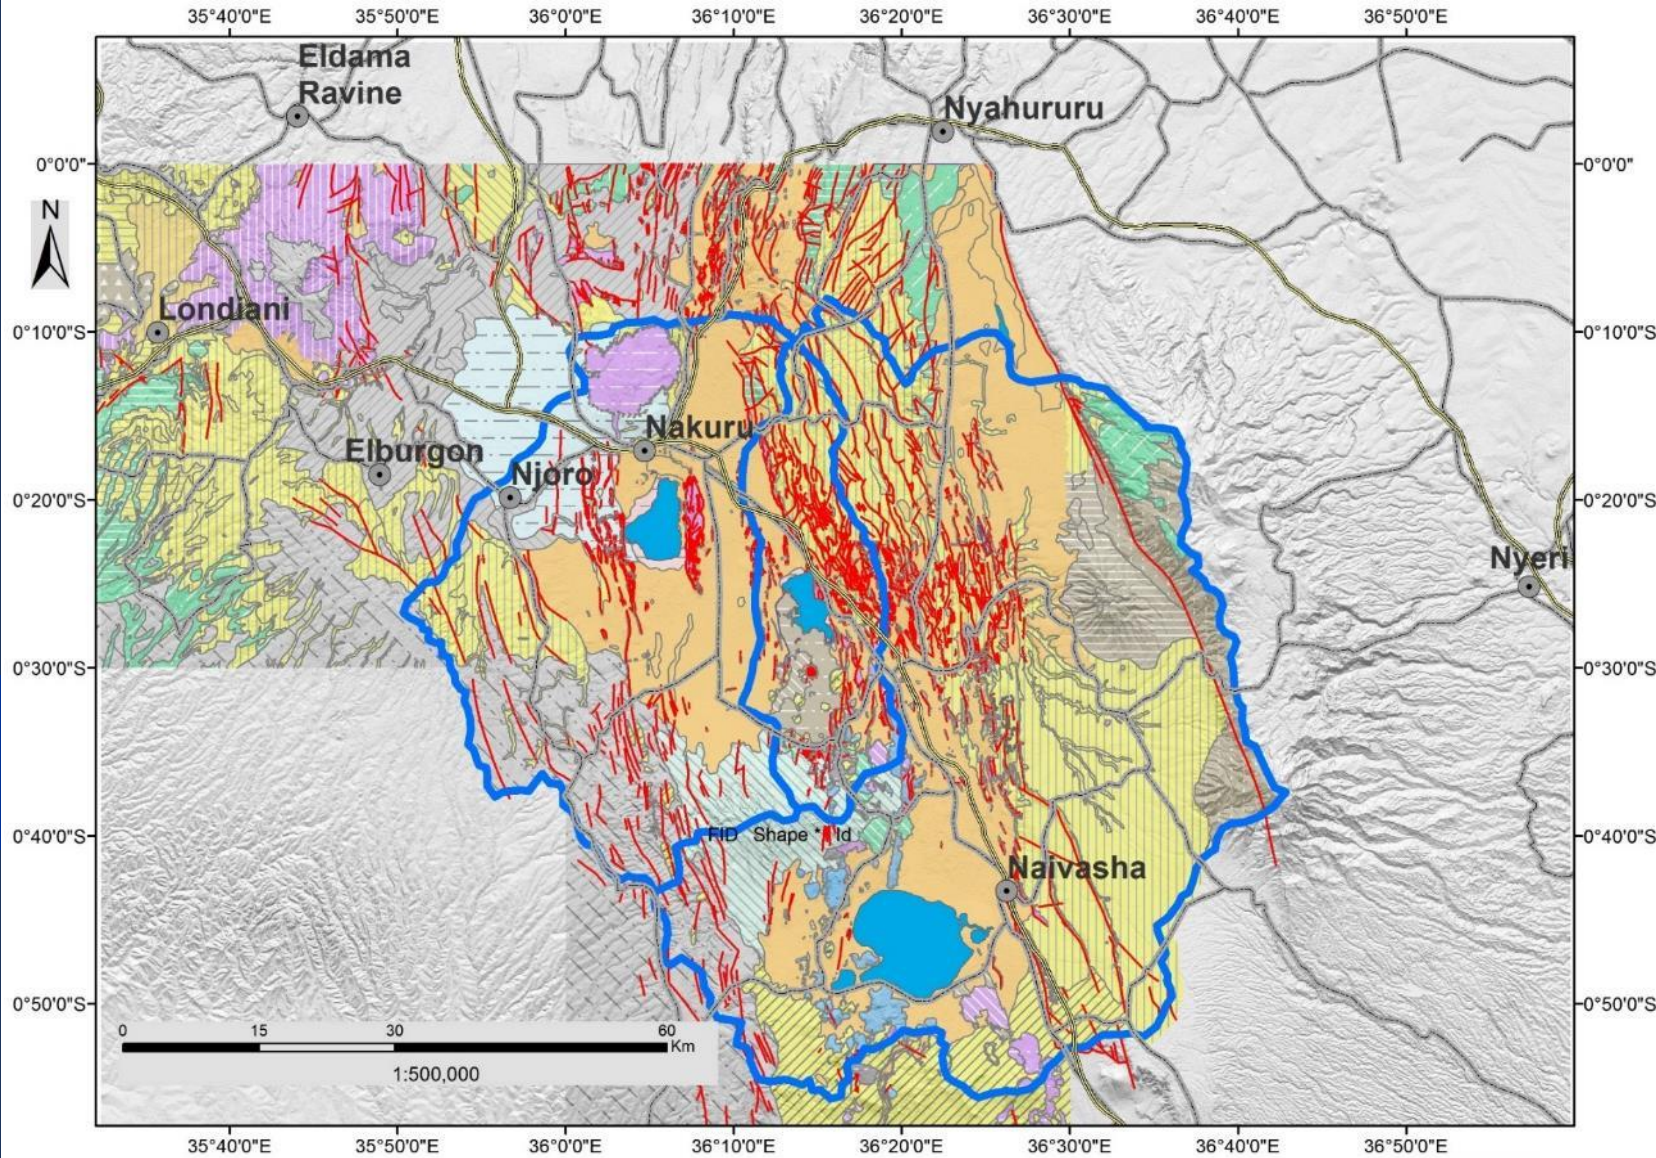 35°40'0"E 35°50'0"E 36°0'0"E 36°10'0"E 36°20'0"E 36°30'0"E 36°40'0"E 36°50'0"E
Eldama
Ravine
Nyahururu
0°0'0" 0°0'0"
N
Londiani
0°10'0"S 0°10'0"S
Nakuru
Elburgon
Njoro
0°20'0"S 0°20'0"S
Nyeri
0°30'0"S 0°30'0"S
FID Shape * Id
0°40'0"S 0°40'0"S
Naivasha
0°50'0"S 0°50'0"S
0 15 30 60
Km
1:500,000
35°40'0"E 35°50'0"E 36°0'0"E 36°10'0"E 36°20'0"E 36°30'0"E 36°40'0"E 36°50'0"E